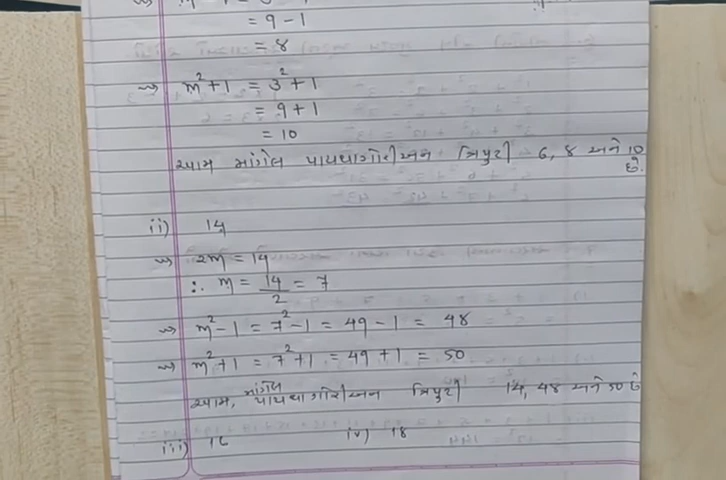 = 9 - 1
= 8
⇝ m² + 1 = 3² + 1
= 9 + 1
= 10
આમ માંગેલ પાયથાગોરીઅન ત્રિપુટી 6, 8 અને 10 છે.
ii) 14
⇝ 2m = 14
∴ m = 14/2 = 7
⇝ m² - 1 = 7² - 1 = 49 - 1 = 48
⇝ m² + 1 = 7² + 1 = 49 + 1 = 50
આમ, માંગેલ પાયથાગોરીઅન ત્રિપુટી 14, 48 અને 50 છે
iii) 16 iv) 18